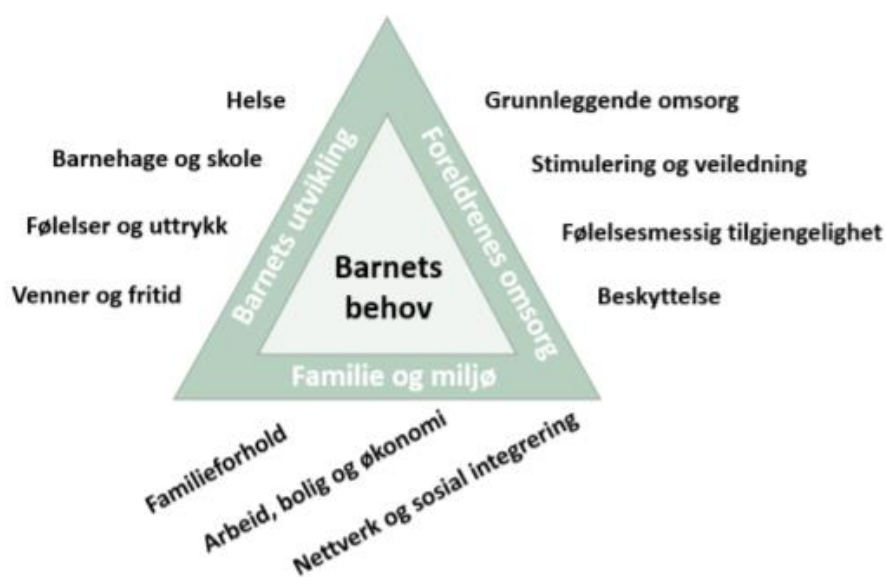 Helse
Barnehage og skole
Følelser og uttrykk
Venner og fritid
Barnets utvikling
Barnets
behov
Foreldrenes omsorg
Grunnleggende omsorg
Stimulering og veiledning
Følelsesmessig tilgjengelighet
Beskyttelse
Familie og miljø
Familieforhold
Arbeid, bolig og økonomi
Nettverk og sosial integrering